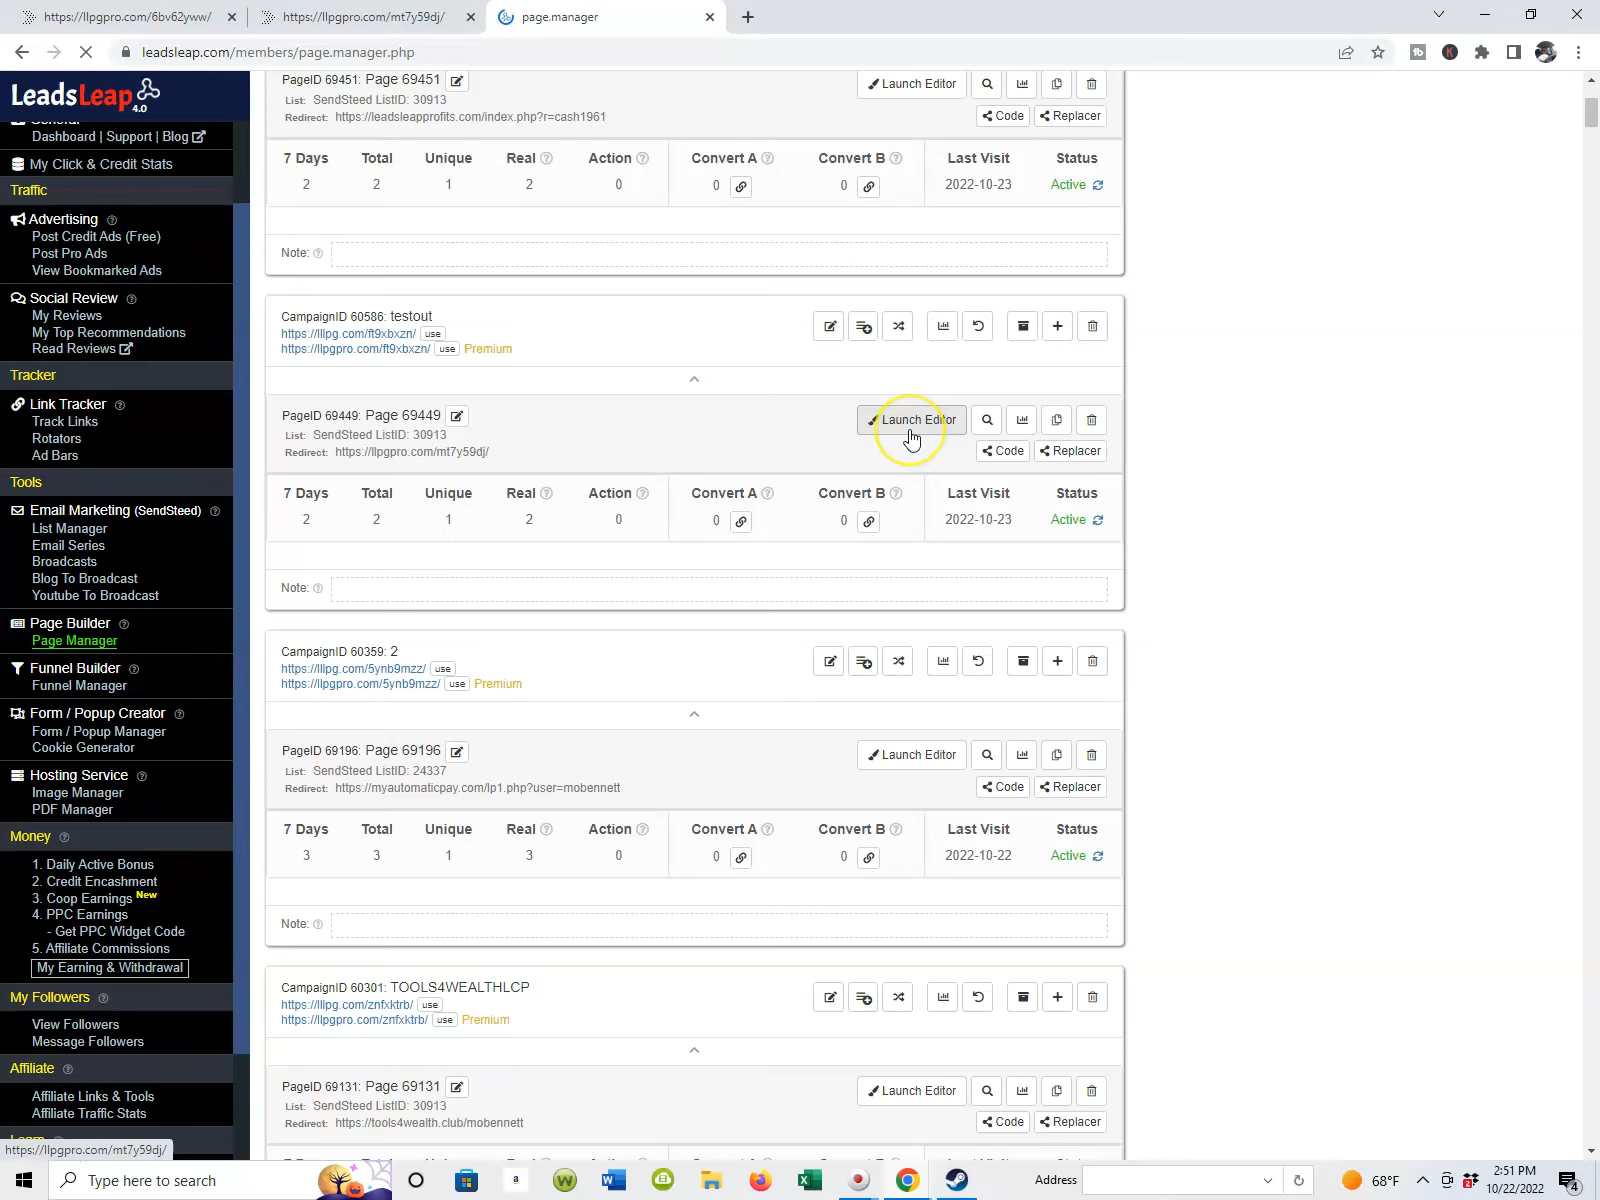 https://llpgpro.com/6bv62yww/
https://llpgpro.com/mt7y59dj/
page.manager
leadsleap.com/members/page.manager.php
LeadsLeap 4.0
Dashboard | Support | Blog
My Click & Credit Stats
Traffic
Advertising
Post Credit Ads (Free)
Post Pro Ads
View Bookmarked Ads
Social Review
My Reviews
My Top Recommendations
Read Reviews
Tracker
Link Tracker
Track Links
Rotators
Ad Bars
Tools
Email Marketing (SendSteed)
List Manager
Email Series
Broadcasts
Blog To Broadcast
Youtube To Broadcast
Page Builder
Page Manager
Funnel Builder
Funnel Manager
Form / Popup Creator
Form / Popup Manager
Cookie Generator
Hosting Service
Image Manager
PDF Manager
Money
1. Daily Active Bonus
2. Credit Encashment
3. Coop Earnings New
4. PPC Earnings
- Get PPC Widget Code
5. Affiliate Commissions
My Earning & Withdrawal
My Followers
View Followers
Message Followers
Affiliate
Affiliate Links & Tools
Affiliate Traffic Stats
https://llpgpro.com/mt7y59dj/
PageID 69451: Page 69451
Launch Editor
List: SendSteed ListID: 30913
Redirect: https://leadsleapprofits.com/index.php?r=cash1961
Code Replacer
7 Days Total Unique Real Action Convert A Convert B Last Visit Status
2 2 1 2 0 0 0 2022-10-23 Active
Note:
CampaignID 60586: testout
https://lllpg.com/ft9xbxzn/ use
https://llpgpro.com/ft9xbxzn/ use Premium
PageID 69449: Page 69449
Launch Editor
List: SendSteed ListID: 30913
Redirect: https://llpgpro.com/mt7y59dj/
Code Replacer
7 Days Total Unique Real Action Convert A Convert B Last Visit Status
2 2 1 2 0 0 0 2022-10-23 Active
Note:
CampaignID 60359: 2
https://lllpg.com/5ynb9mzz/ use
https://llpgpro.com/5ynb9mzz/ use Premium
PageID 69196: Page 69196
Launch Editor
List: SendSteed ListID: 24337
Redirect: https://myautomaticpay.com/lp1.php?user=mobennett
Code Replacer
7 Days Total Unique Real Action Convert A Convert B Last Visit Status
3 3 1 3 0 0 0 2022-10-22 Active
Note:
CampaignID 60301: TOOLS4WEALTHLCP
https://lllpg.com/znfxktrb/ use
https://llpgpro.com/znfxktrb/ use Premium
PageID 69131: Page 69131
Launch Editor
List: SendSteed ListID: 30913
Redirect: https://tools4wealth.club/mobennett
Code Replacer
Type here to search
Address
68°F
2:51 PM
10/22/2022
4